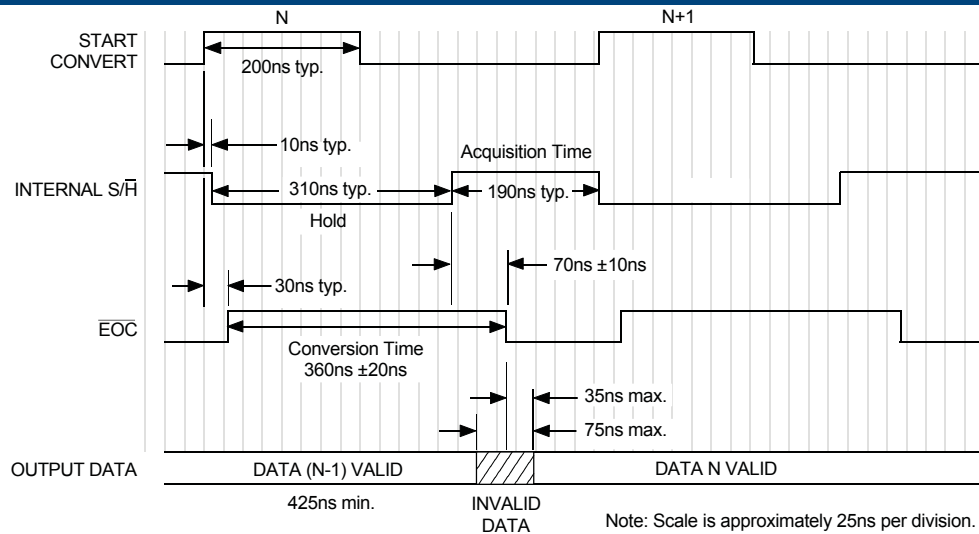 N
N+1
START
CONVERT
200ns typ.
10ns typ.
Acquisition Time
INTERNAL S/H̅
310ns typ.
190ns typ.
Hold
70ns ±10ns
30ns typ.
E̅O̅C̅
Conversion Time
360ns ±20ns
35ns max.
75ns max.
OUTPUT DATA
DATA (N-1) VALID
DATA N VALID
425ns min.
INVALID
DATA
Note: Scale is approximately 25ns per division.